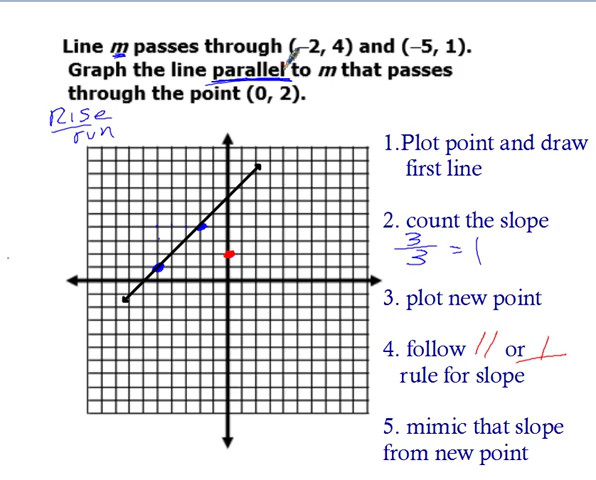 Line m passes through (−2, 4) and (−5, 1).
Graph the line parallel to m that passes
through the point (0, 2).
Rise
run
1.Plot point and draw
first line
2. count the slope
3/3 = 1
3. plot new point
4. follow // or ⊥
rule for slope
5. mimic that slope
from new point